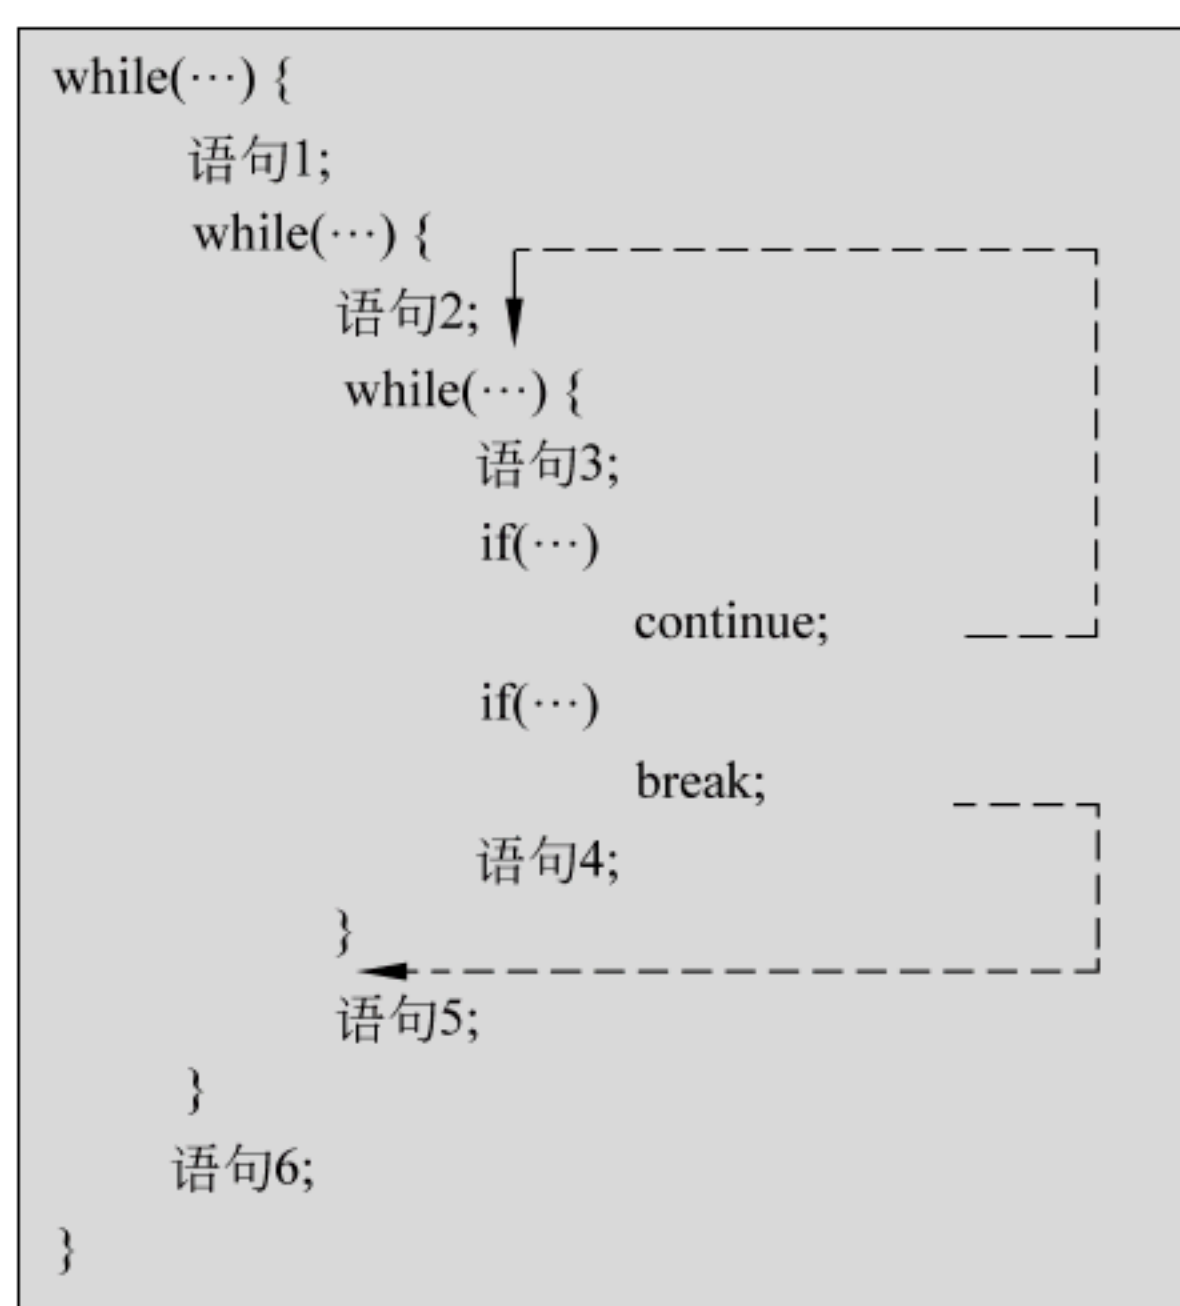 while(…) {
语句1;
while(…) {
语句2;
while(…) {
语句3;
if(…)
continue;
if(…)
break;
语句4;
}
语句5;
}
语句6;
}